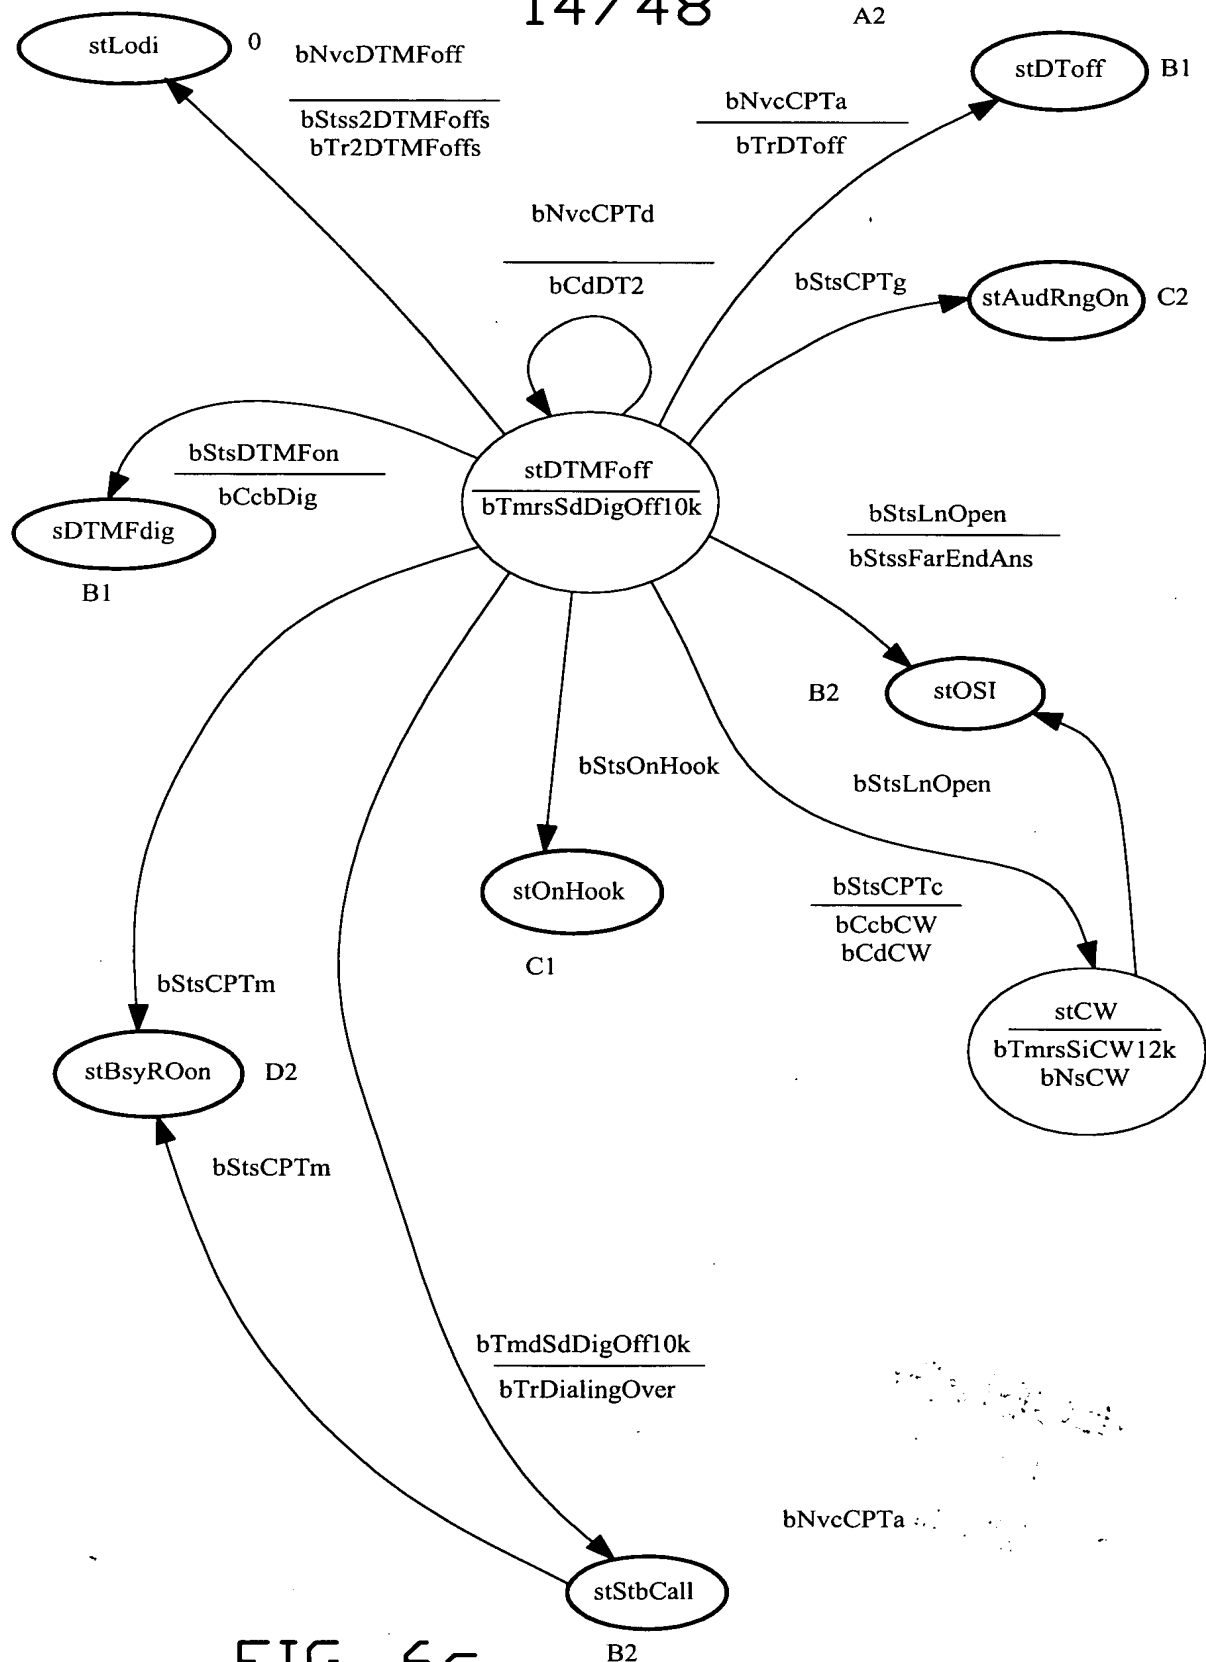 14/48
A2
stLodi
0
bNvcDTMFoff
bStss2DTMFoffs
bTr2DTMFoffs
bNvcCPTa
bTrDToff
stDToff
B1
bNvcCPTd
bCdDT2
bStsCPTg
stAudRngOn
C2
bStsDTMFon
bCcbDig
sDTMFdig
B1
stDTMFoff
bTmrsSdDigOff10k
bStsLnOpen
bStssFarEndAns
B2
stOSI
bStsOnHook
bStsLnOpen
stOnHook
C1
bStsCPTc
bCcbCW
bCdCW
stCW
bTmrsSiCW12k
bNsCW
bStsCPTm
stBsyROon
D2
bStsCPTm
bTmdSdDigOff10k
bTrDialingOver
bNvcCPTa
stStbCall
B2
FIG. 6c